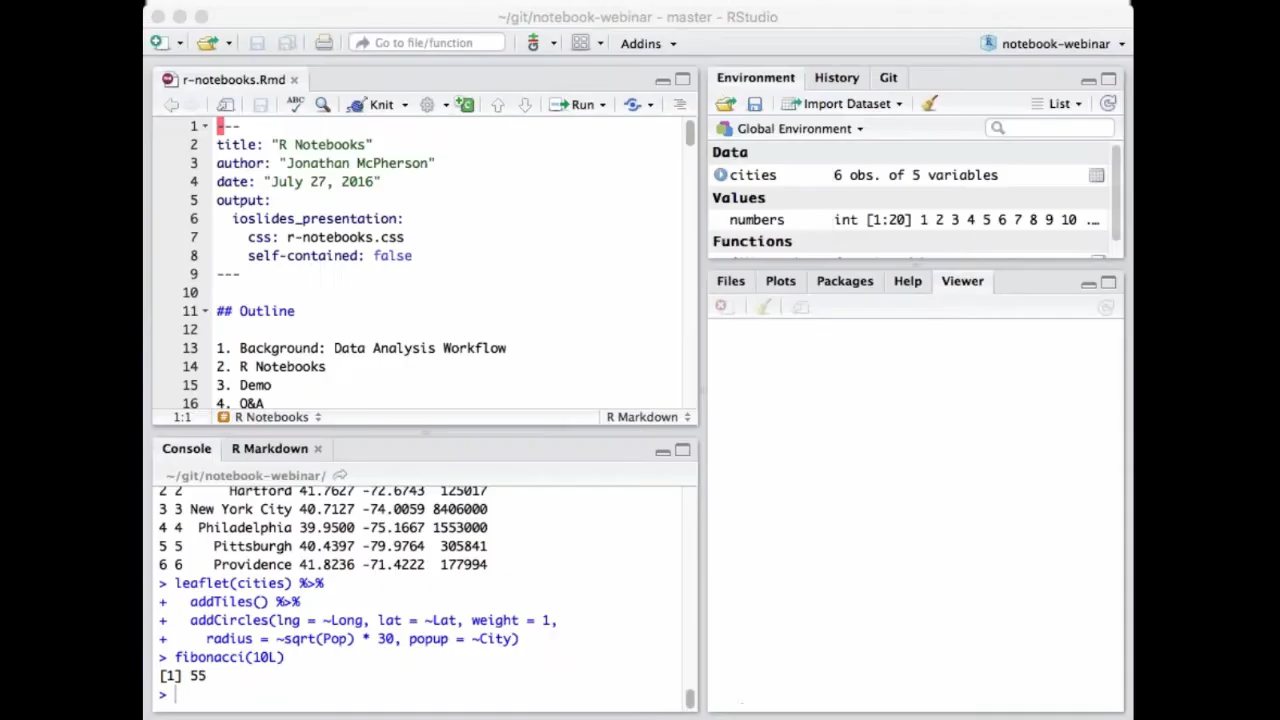 ~/git/notebook-webinar - master - RStudio
Go to file/function
Addins
notebook-webinar
r-notebooks.Rmd
ABC
Knit
Run
1 ---
2 title: "R Notebooks"
3 author: "Jonathan McPherson"
4 date: "July 27, 2016"
5 output:
6 ioslides_presentation:
7 css: r-notebooks.css
8 self-contained: false
9 ---
10
11 ## Outline
12
13 1. Background: Data Analysis Workflow
14 2. R Notebooks
15 3. Demo
16 4. Q&A
1:1 # R Notebooks R Markdown
Console R Markdown
~/git/notebook-webinar/
2 2 Hartford 41.7627 -72.6743 125017
3 3 New York City 40.7127 -74.0059 8406000
4 4 Philadelphia 39.9500 -75.1667 1553000
5 5 Pittsburgh 40.4397 -79.9764 305841
6 6 Providence 41.8236 -71.4222 177994
> leaflet(cities) %>%
+ addTiles() %>%
+ addCircles(lng = ~Long, lat = ~Lat, weight = 1,
+ radius = ~sqrt(Pop) * 30, popup = ~City)
> fibonacci(10L)
[1] 55
>
Environment History Git
Import Dataset List
Global Environment
Data
cities 6 obs. of 5 variables
Values
numbers int [1:20] 1 2 3 4 5 6 7 8 9 10 ...
Functions
Files Plots Packages Help Viewer